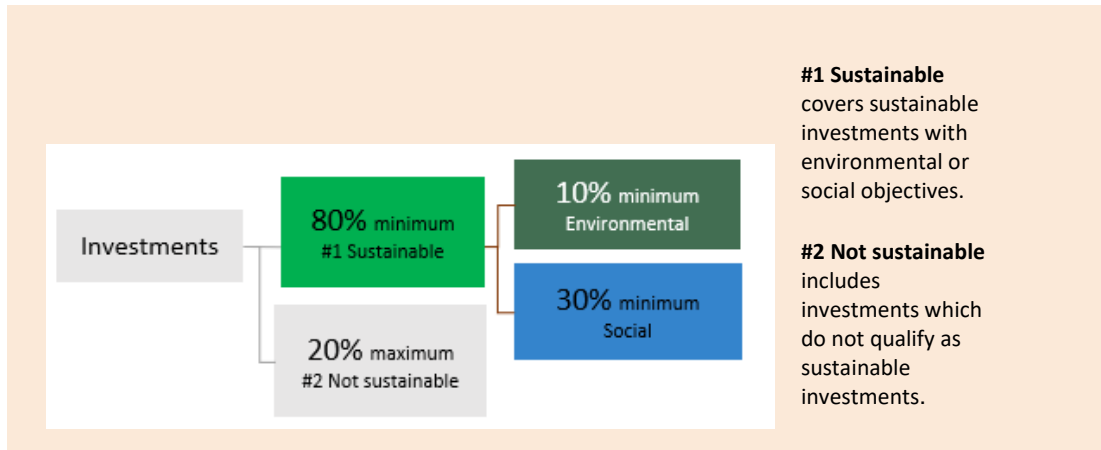 Investments
80% minimum
#1 Sustainable
20% maximum
#2 Not sustainable
10% minimum
Environmental
30% minimum
Social
#1 Sustainable
covers sustainable
investments with
environmental or
social objectives.
#2 Not sustainable
includes
investments which
do not qualify as
sustainable
investments.